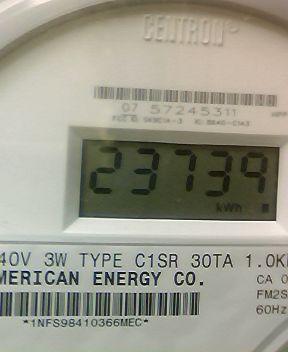 CENTRON
07 57245311
23739
kWh
40V 3W TYPE C1SR 30TA 1.0K
MERICAN ENERGY CO.
CA 0
FM2S
60Hz
*1NFS98410366MEC*